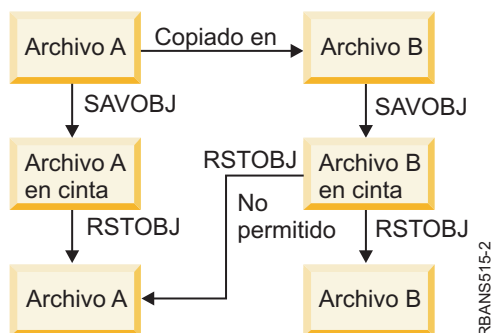 Archivo A
Copiado en
Archivo B
SAVOBJ
SAVOBJ
Archivo A
en cinta
RSTOBJ
Archivo B
en cinta
RSTOBJ
No
permitido
RSTOBJ
Archivo A
Archivo B
RBANS515-2